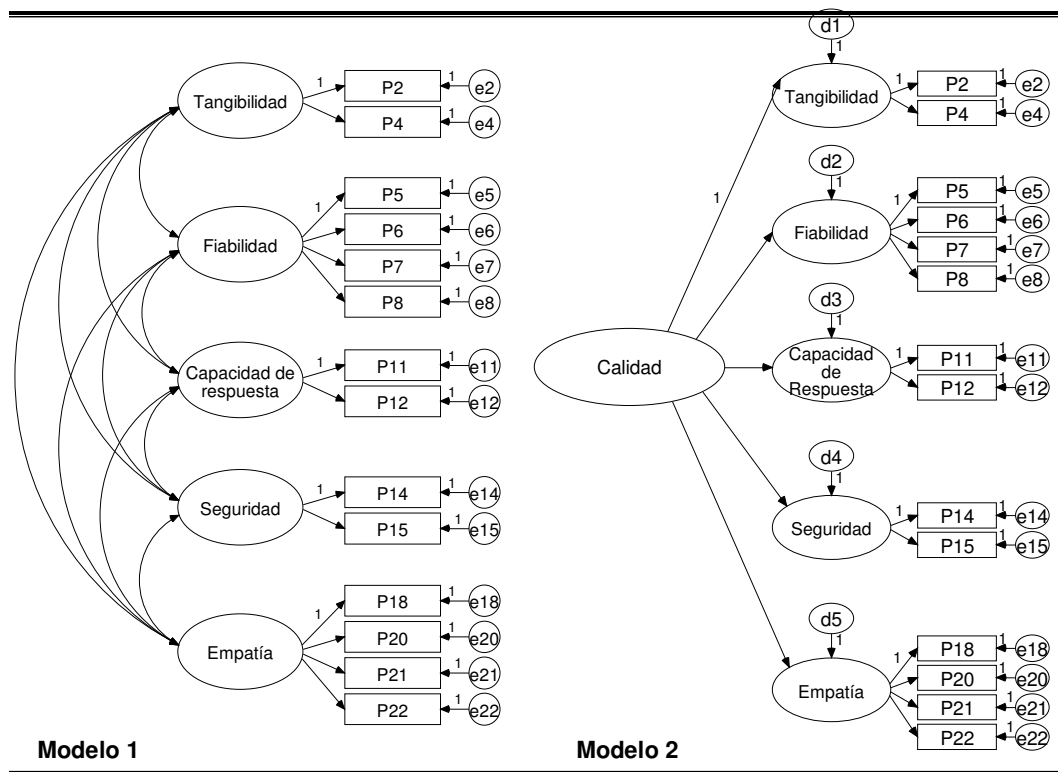 Tangibilidad
1
P2
1
e2
P4
1
e4
Fiabilidad
1
P5
1
e5
P6
1
e6
P7
1
e7
P8
1
e8
Capacidad de
respuesta
1
P11
1
e11
P12
1
e12
Seguridad
1
P14
1
e14
P15
1
e15
Empatía
1
P18
1
e18
P20
1
e20
P21
1
e21
P22
1
e22
Modelo 1
Calidad
1
d1
1
Tangibilidad
1
P2
1
e2
P4
1
e4
d2
1
Fiabilidad
1
P5
1
e5
P6
1
e6
P7
1
e7
P8
1
e8
d3
1
Capacidad
de
Respuesta
1
P11
1
e11
P12
1
e12
d4
1
Seguridad
1
P14
1
e14
P15
1
e15
d5
1
Empatía
1
P18
1
e18
P20
1
e20
P21
1
e21
P22
1
e22
Modelo 2